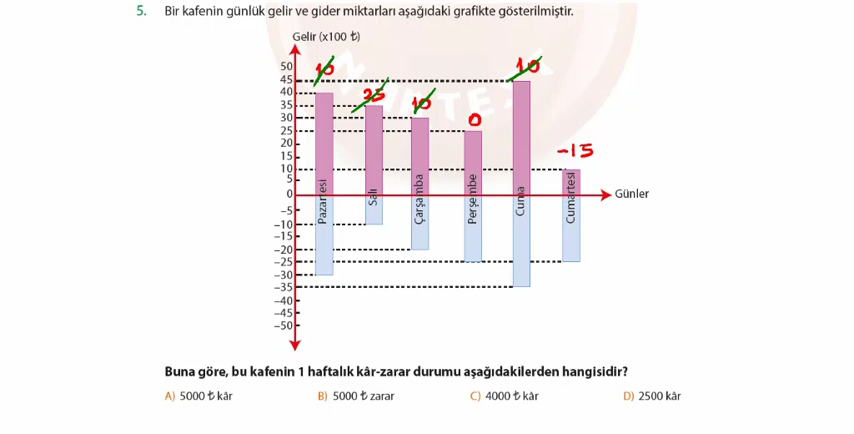 5. Bir kafenin günlük gelir ve gider miktarları aşağıdaki grafikte gösterilmiştir.
Gelir (x100 ₺)
50
45
40
35
30
25
20
15
10
5
0
−5
−10
−15
−20
−25
−30
−35
−40
−45
−50
10
25
10
0
10
-15
Pazartesi
Salı
Çarşamba
Perşembe
Cuma
Cumartesi
Günler
Buna göre, bu kafenin 1 haftalık kâr-zarar durumu aşağıdakilerden hangisidir?
A) 5000 ₺ kâr B) 5000 ₺ zarar C) 4000 ₺ kâr D) 2500 kâr